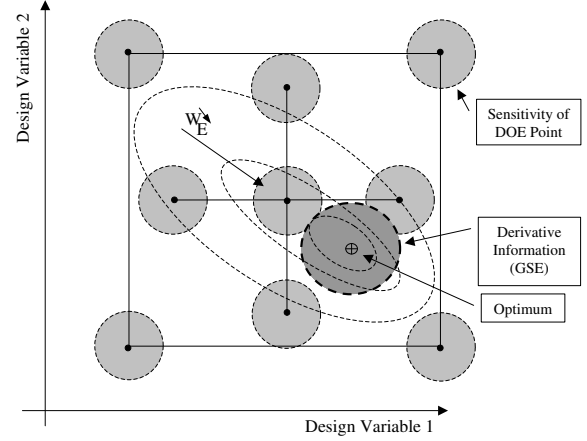 Design Variable 2
W
E
Sensitivity of
DOE Point
Derivative
Information
(GSE)
Optimum
Design Variable 1